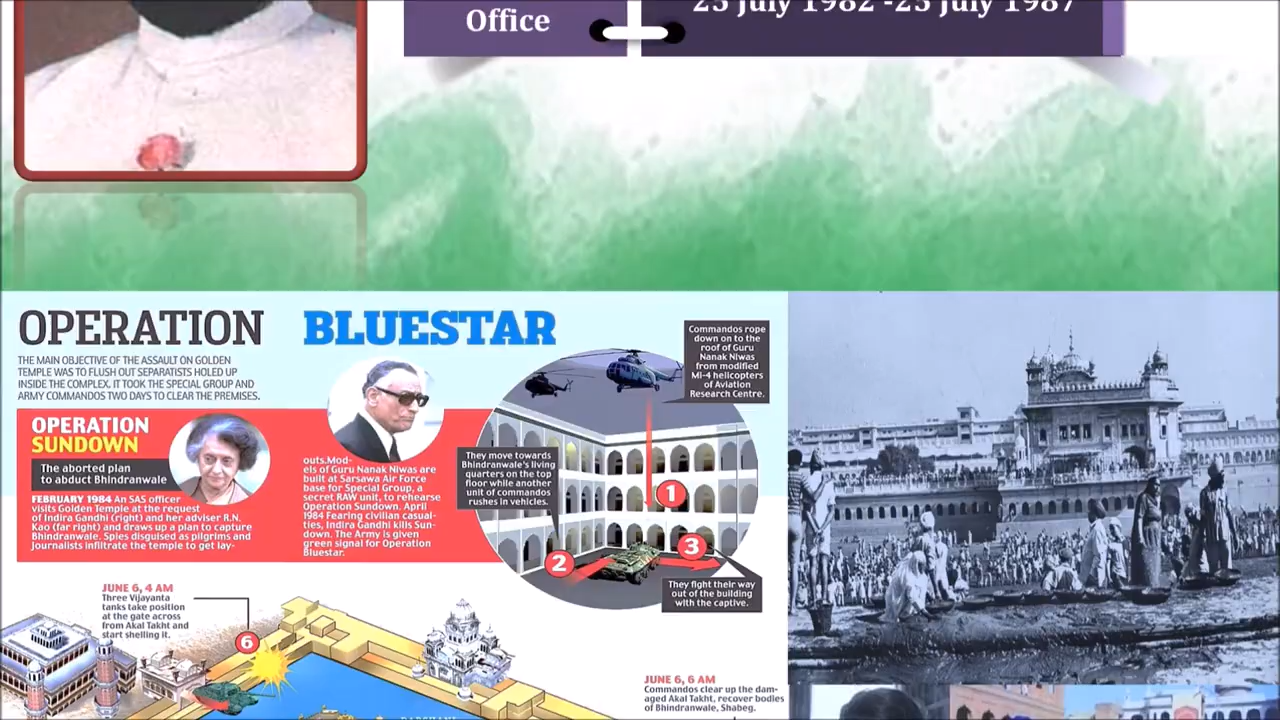 Office
25 July 1982 -25 July 1987
OPERATION BLUESTAR
THE MAIN OBJECTIVE OF THE ASSAULT ON GOLDEN
TEMPLE WAS TO FLUSH OUT SEPARATISTS HOLED UP
INSIDE THE COMPLEX. IT TOOK THE SPECIAL GROUP AND
ARMY COMMANDOS TWO DAYS TO CLEAR THE PREMISES.
OPERATION
SUNDOWN
The aborted plan
to abduct Bhindranwale
FEBRUARY 1984 An SAS officer
visits Golden Temple at the request
of Indira Gandhi (right) and her adviser R.N.
Kao (far right) and draws up a plan to capture
Bhindranwale. Spies disguised as pilgrims and
journalists infiltrate the temple to get lay-
outs.Mod-
els of Guru Nanak Niwas are
built at Sarsawa Air Force
base for Special Group, a
secret RAW unit, to rehearse
Operation Sundown. April
1984 Fearing civilian casual-
ties, Indira Gandhi kills Sun-
down. The Army is given
green signal for Operation
Bluestar.
Commandos rope
down on to the
roof of Guru
Nanak Niwas
from modified
Mi-4 helicopters
of Aviation
Research Centre.
They move towards
Bhindranwale's living
quarters on the top
floor while another
unit of commandos
rushes in vehicles.
1
2
3
They fight their way
out of the building
with the captive.
JUNE 6, 4 AM
Three Vijayanta
tanks take position
at the gate across
from Akal Takht and
start shelling it.
6
JUNE 6, 6 AM
Commandos clear up the dam-
aged Akal Takht, recover bodies
of Bhindranwale, Shabeg.
DARSHANI